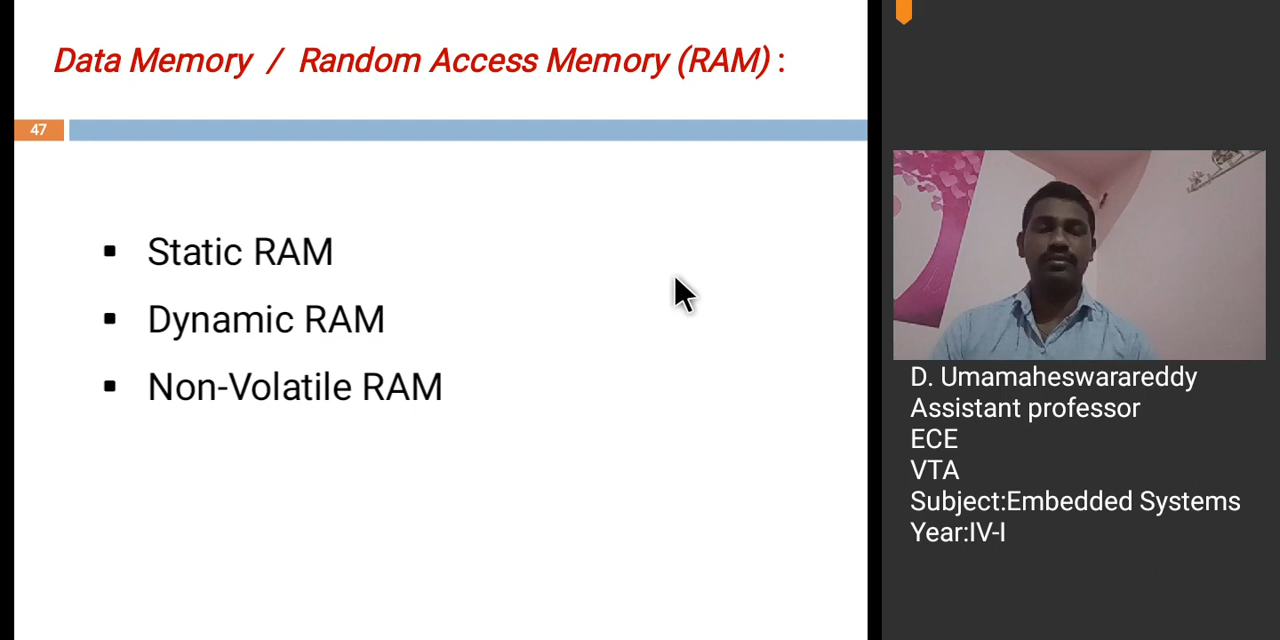 Data Memory / Random Access Memory (RAM) :
47
▪ Static RAM
▪ Dynamic RAM
▪ Non-Volatile RAM
D. Umamaheswarareddy
Assistant professor
ECE
VTA
Subject:Embedded Systems
Year:IV-I